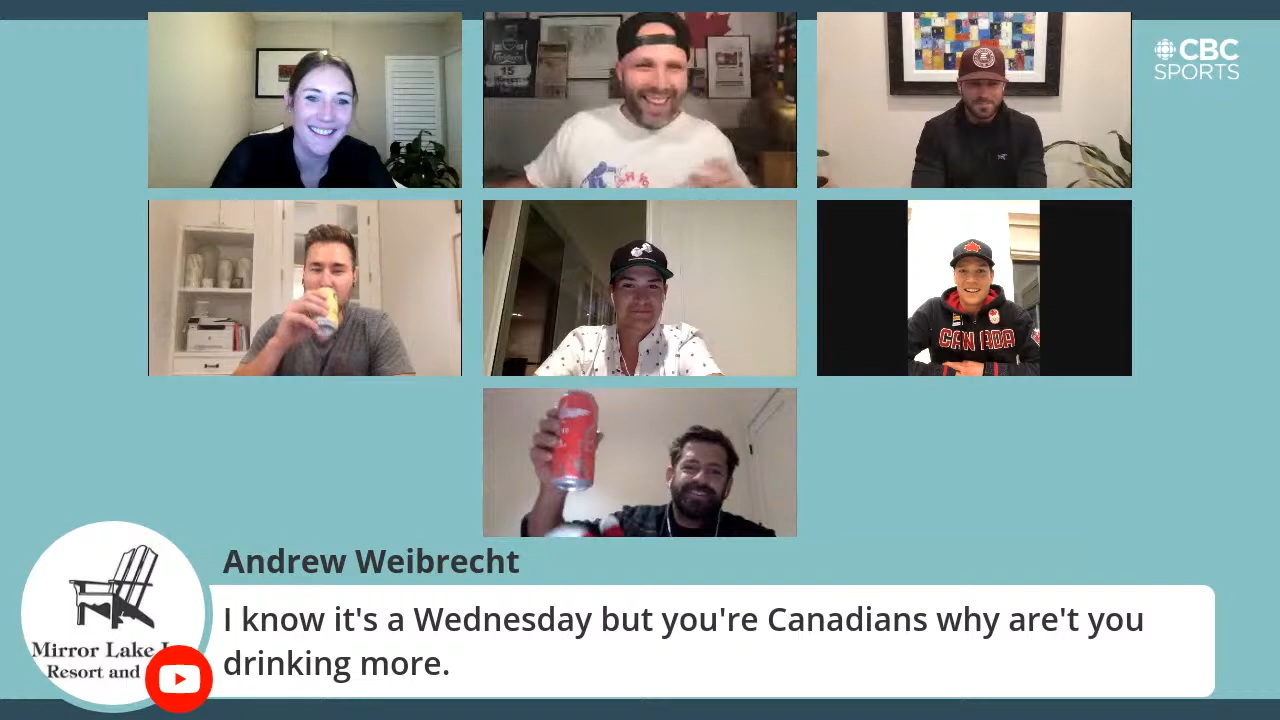 CBC
SPORTS
15
CANADA
Andrew Weibrecht
I know it's a Wednesday but you're Canadians why are't you
drinking more.
Mirror Lake
Resort and